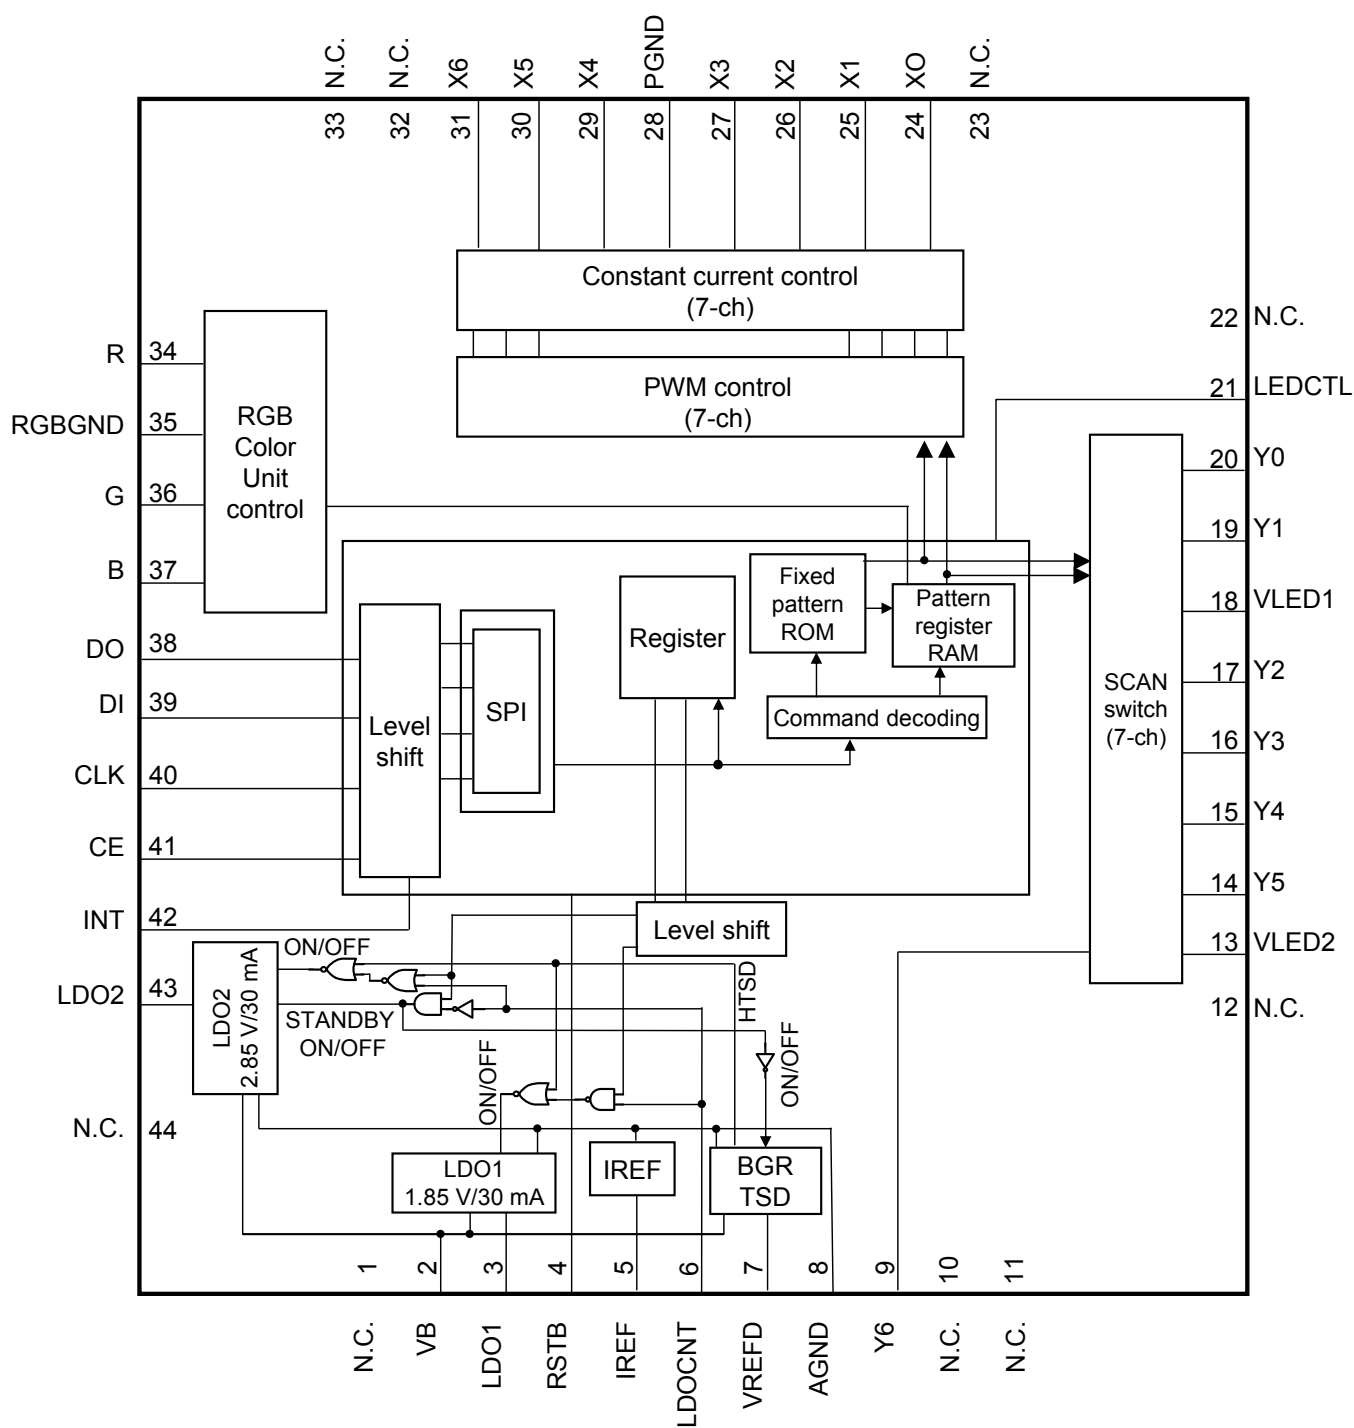 N.C.
N.C.
X6
X5
X4
PGND
X3
X2
X1
XO
N.C.
33
32
31
30
29
28
27
26
25
24
23
Constant current control
(7-ch)
PWM control
(7-ch)
R
34
RGBGND
35
G
36
B
37
DO
38
DI
39
CLK
40
CE
41
INT
42
LDO2
43
N.C.
44
RGB
Color
Unit
control
22
N.C.
21
LEDCTL
20
Y0
19
Y1
18
VLED1
17
Y2
16
Y3
15
Y4
14
Y5
13
VLED2
12
N.C.
SCAN
switch
(7-ch)
Fixed
pattern
ROM
Pattern
register
RAM
Register
Command decoding
Level
shift
SPI
Level shift
ON/OFF
LDO2
2.85 V/30 mA
STANDBY
ON/OFF
HTSD
ON/OFF
ON/OFF
LDO1
1.85 V/30 mA
IREF
BGR
TSD
1
2
3
4
5
6
7
8
9
10
11
N.C.
VB
LDO1
RSTB
IREF
LDOCNT
VREFD
AGND
Y6
N.C.
N.C.